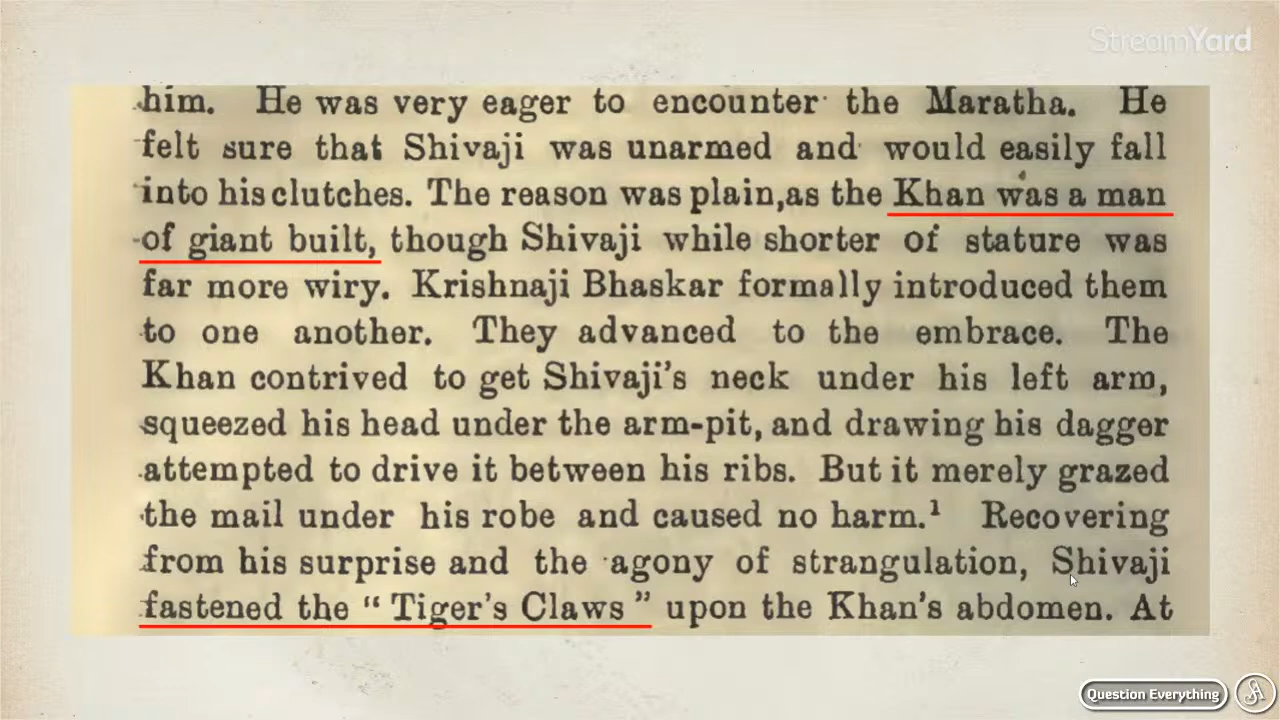 StreamYard
him. He was very eager to encounter the Maratha. He
felt sure that Shivaji was unarmed and would easily fall
into his clutches. The reason was plain,as the Khan was a man
of giant built, though Shivaji while shorter of stature was
far more wiry. Krishnaji Bhaskar formally introduced them
to one another. They advanced to the embrace. The
Khan contrived to get Shivaji's neck under his left arm,
squeezed his head under the arm-pit, and drawing his dagger
attempted to drive it between his ribs. But it merely grazed
the mail under his robe and caused no harm.¹ Recovering
from his surprise and the agony of strangulation, Shivaji
fastened the “ Tiger's Claws ” upon the Khan's abdomen. At
Question Everything